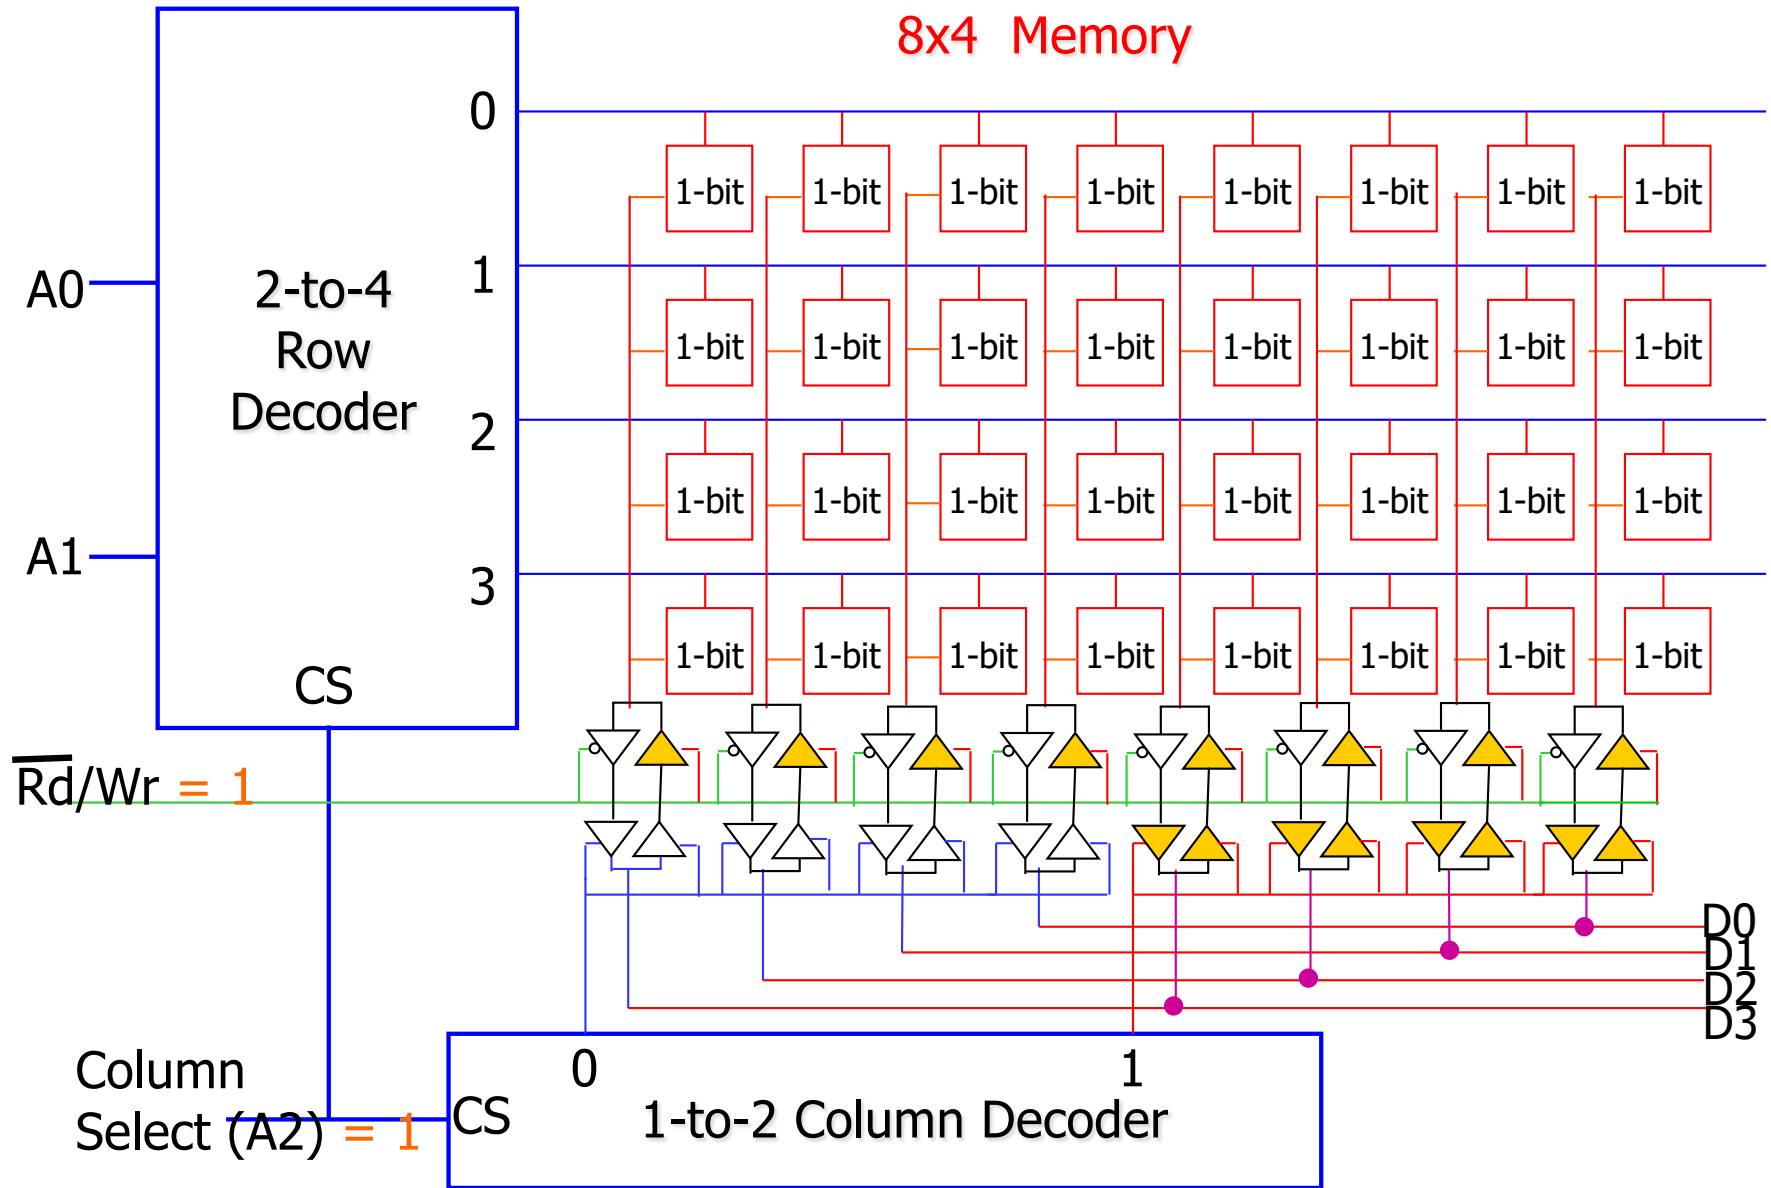 8x4 Memory
0
1-bit 1-bit 1-bit 1-bit 1-bit 1-bit 1-bit 1-bit
1
A0
2-to-4
Row
Decoder
1-bit 1-bit 1-bit 1-bit 1-bit 1-bit 1-bit 1-bit
2
1-bit 1-bit 1-bit 1-bit 1-bit 1-bit 1-bit 1-bit
A1
3
1-bit 1-bit 1-bit 1-bit 1-bit 1-bit 1-bit 1-bit
CS
R̅d̅/Wr = 1
D0
D1
D2
D3
Column
Select (A2) = 1
0 1
CS
1-to-2 Column Decoder